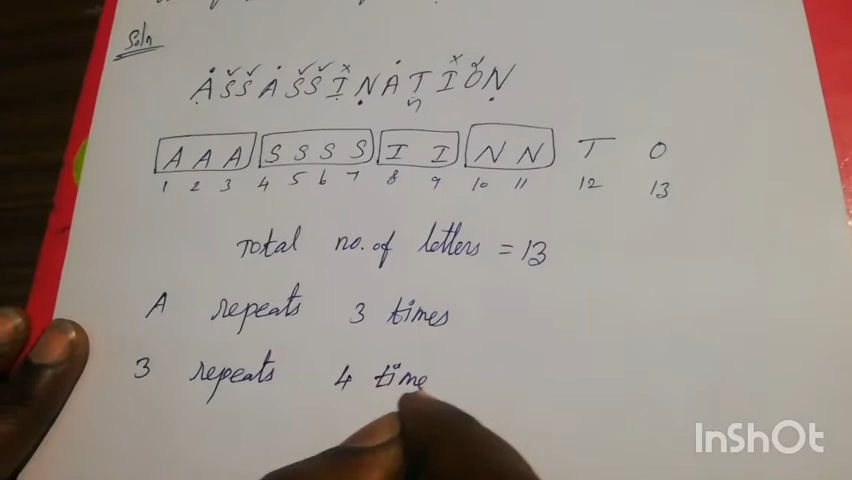 Soln
ASSASSINATION
A A A S S S S I I N N T O
1 2 3 4 5 6 7 8 9 10 11 12 13
Total no. of letters = 13
A repeats 3 times
3 repeats 4 time
InShOt